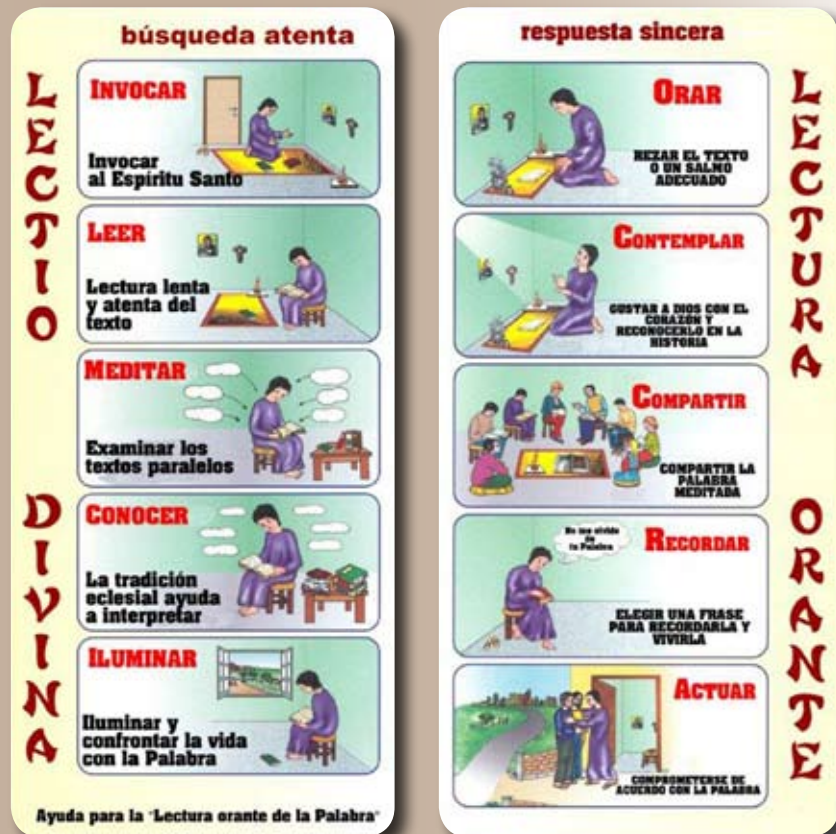 búsqueda atenta
LECTIO
DIVINA
INVOCAR
Invocar
al Espíritu Santo
LEER
Lectura lenta
y atenta del
texto
MEDITAR
Examinar los
textos paralelos
CONOCER
La tradición
eclesial ayuda
a interpretar
ILUMINAR
Iluminar y
confrontar la vida
con la Palabra
Ayuda para la "Lectura orante de la Palabra"
respuesta sincera
LECTURA
ORANTE
ORAR
REZAR EL TEXTO
O UN SALMO
ADECUADO
CONTEMPLAR
GUSTAR A DIOS CON EL
CORAZÓN Y
RECONOCERLO EN LA
HISTORIA
COMPARTIR
COMPARTIR LA
PALABRA
MEDITADA
RECORDAR
de
la Palabra
ELEGIR UNA FRASE
PARA RECORDARLA Y
VIVIRLA
ACTUAR
COMPROMETERSE DE
ACUERDO CON LA PALABRA